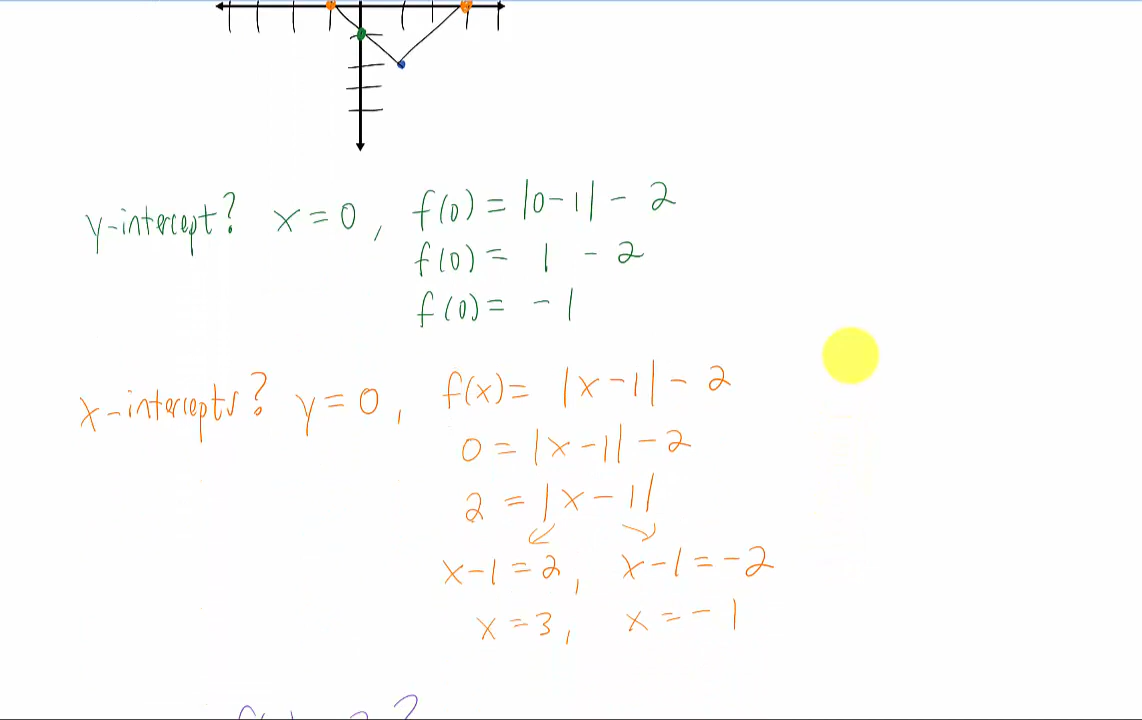 y-intercept? x=0, f(0) = |0-1| - 2
f(0) = 1 - 2
f(0) = -1
x-intercepts? y=0, f(x) = |x-1| - 2
0 = |x-1| - 2
2 = |x-1|
x-1=2, x-1=-2
x=3, x=-1